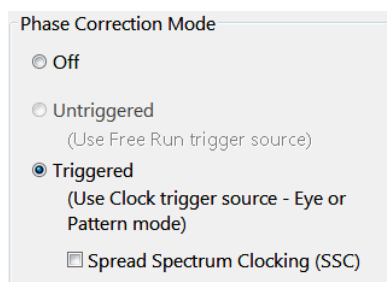 Phase Correction Mode
Off
Untriggered
(Use Free Run trigger source)
Triggered
(Use Clock trigger source - Eye or
Pattern mode)
Spread Spectrum Clocking (SSC)